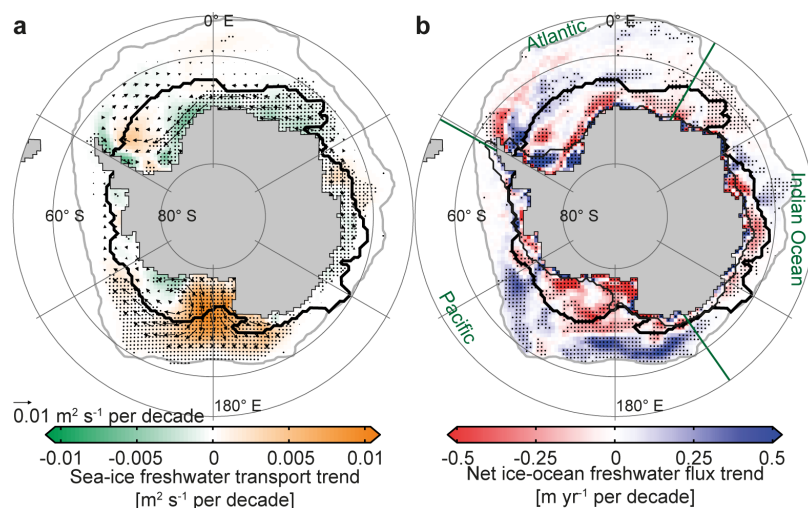 a
0° E
60° S
80° S
180° E
0.01 m² s⁻¹ per decade
-0.01
-0.005
0
0.005
0.01
Sea-ice freshwater transport trend
[m² s⁻¹ per decade]
b
0° E
Atlantic
Indian Ocean
60° S
80° S
Pacific
180° E
-0.5
-0.25
0
0.25
0.5
Net ice-ocean freshwater flux trend
[m yr⁻¹ per decade]